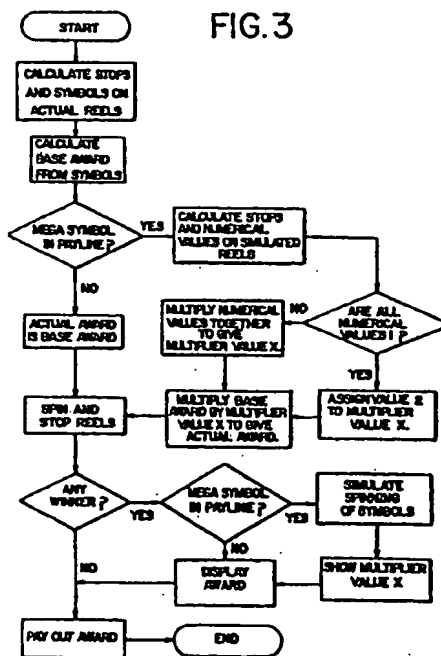 START
FIG.3
CALCULATE STOPS
AND SYMBOLS ON
ACTUAL REELS
CALCULATE
BASE AWARD
FROM SYMBOLS
MEGA SYMBOL
IN PAYLINE?
YES
CALCULATE STOPS
AND NUMERICAL
VALUES ON SIMULATED
REELS
NO
ACTUAL AWARD
IS BASE AWARD
ARE ALL
NUMERICAL
VALUES 1?
NO
MULTIPLY NUMERICAL
VALUES TOGETHER
TO GIVE
MULTIPLIER VALUE X.
YES
ASSIGN VALUE 2
TO MULTIPLIER
VALUE X.
MULTIPLY BASE
AWARD BY MULTIPLIER
VALUE X TO GIVE
ACTUAL AWARD.
SPIN AND
STOP REELS
ANY
WINNER?
YES
MEGA SYMBOL
IN PAYLINE?
YES
SIMULATE
SPINNING
OF SYMBOLS
NO
NO
DISPLAY
AWARD
SHOW MULTIPLIER
VALUE X
PAY OUT AWARD
END